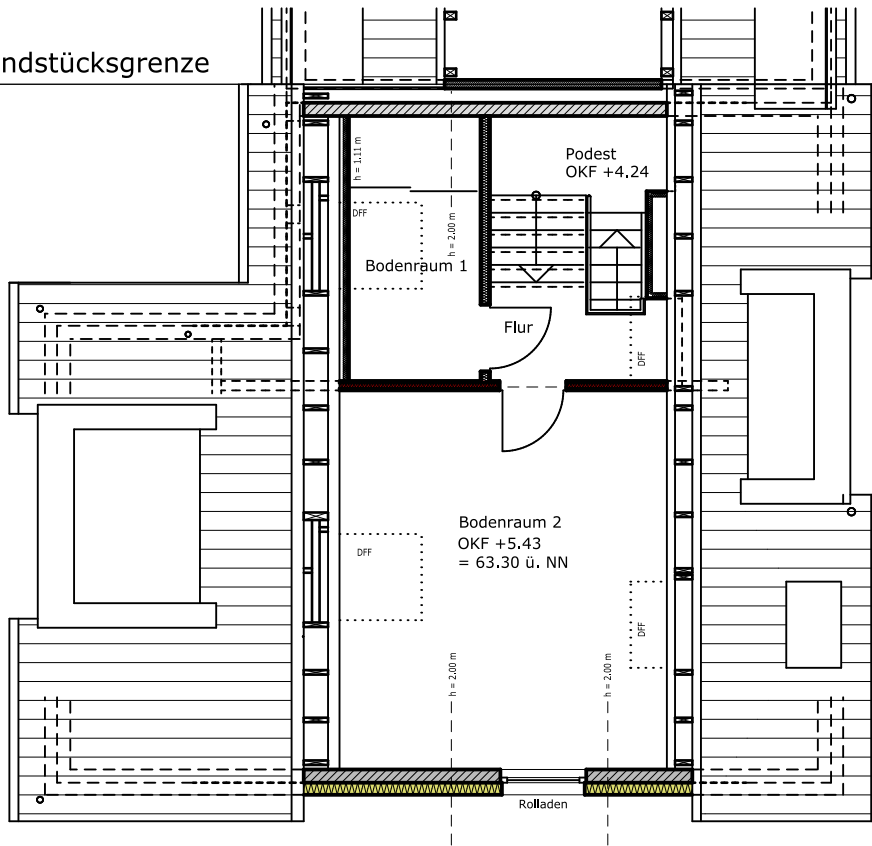 ndstücksgrenze
Podest
OKF +4.24
h = 1.11 m
DFF
h = 2.00 m
Bodenraum 1
Flur
DFF
Bodenraum 2
OKF +5.43
= 63.30 ü. NN
DFF
DFF
h = 2.00 m
h = 2.00 m
Rolladen